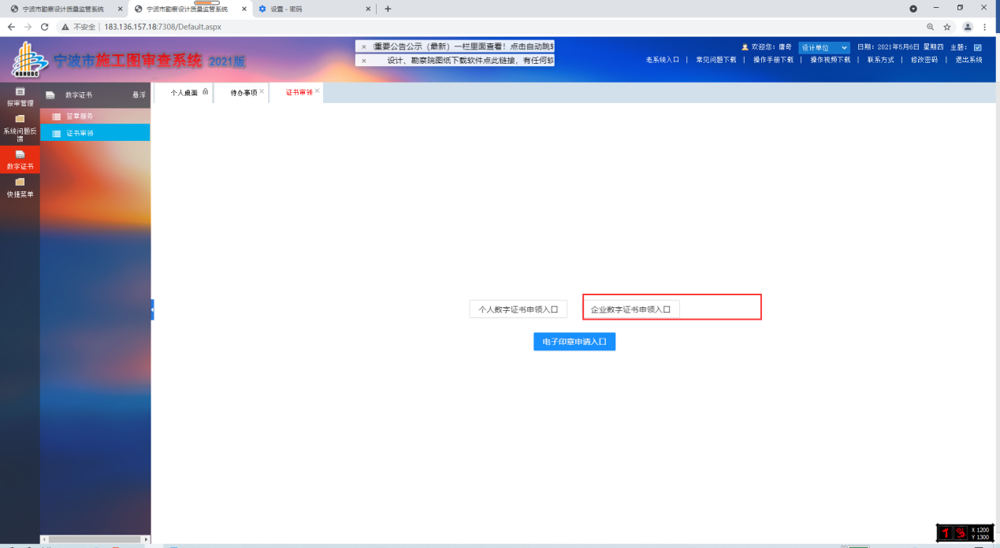 宁波市勘察设计质量监管系统
宁波市勘察设计质量监管系统
设置 - 密码
不安全 | 183.136.157.18:7308/Default.aspx
宁波市施工图审查系统 2021版
NBHUDC
重要公告公示（最新）一栏里面查看！点击自动跳转
设计、勘察院图纸下载软件点此链接，有任何软
欢迎您：唐奇 设计单位 日期：2021年5月6日 星期四 主题：
老系统入口 | 常见问题下载 | 操作手册下载 | 操作视频下载 | 联系方式 | 修改密码 | 退出系统
报审管理
系统问题反馈
数字证书
快捷菜单
数字证书 悬浮
签章服务
证书审领
个人桌面 待办事项 证书审领
个人数字证书申领入口 企业数字证书申领入口
电子印章申请入口
X 1200
Y 1300